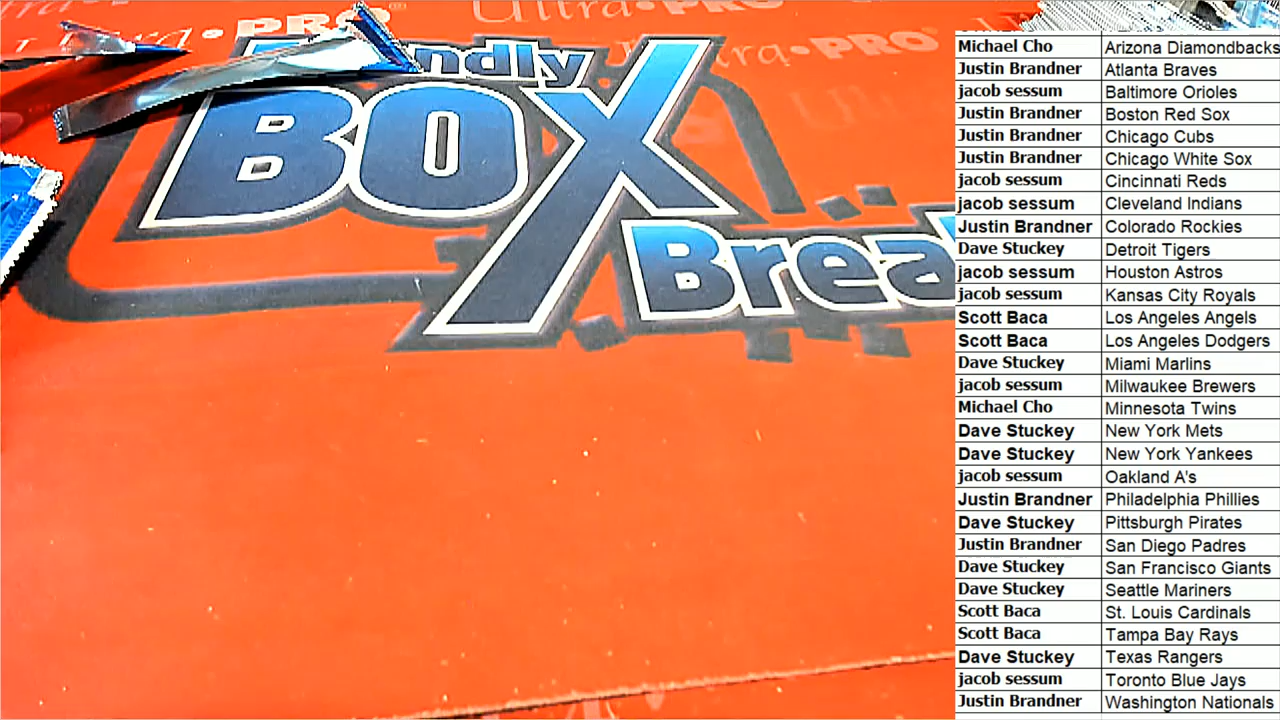 Ultra•PRO®
Ultra•PRO
Ultra•PRO
ndly
BOX
Brea
Michael Cho Arizona Diamondbacks
Justin Brandner Atlanta Braves
jacob sessum Baltimore Orioles
Justin Brandner Boston Red Sox
Justin Brandner Chicago Cubs
Justin Brandner Chicago White Sox
jacob sessum Cincinnati Reds
jacob sessum Cleveland Indians
Justin Brandner Colorado Rockies
Dave Stuckey Detroit Tigers
jacob sessum Houston Astros
jacob sessum Kansas City Royals
Scott Baca Los Angeles Angels
Scott Baca Los Angeles Dodgers
Dave Stuckey Miami Marlins
jacob sessum Milwaukee Brewers
Michael Cho Minnesota Twins
Dave Stuckey New York Mets
Dave Stuckey New York Yankees
jacob sessum Oakland A's
Justin Brandner Philadelphia Phillies
Dave Stuckey Pittsburgh Pirates
Justin Brandner San Diego Padres
Dave Stuckey San Francisco Giants
Dave Stuckey Seattle Mariners
Scott Baca St. Louis Cardinals
Scott Baca Tampa Bay Rays
Dave Stuckey Texas Rangers
jacob sessum Toronto Blue Jays
Justin Brandner Washington Nationals